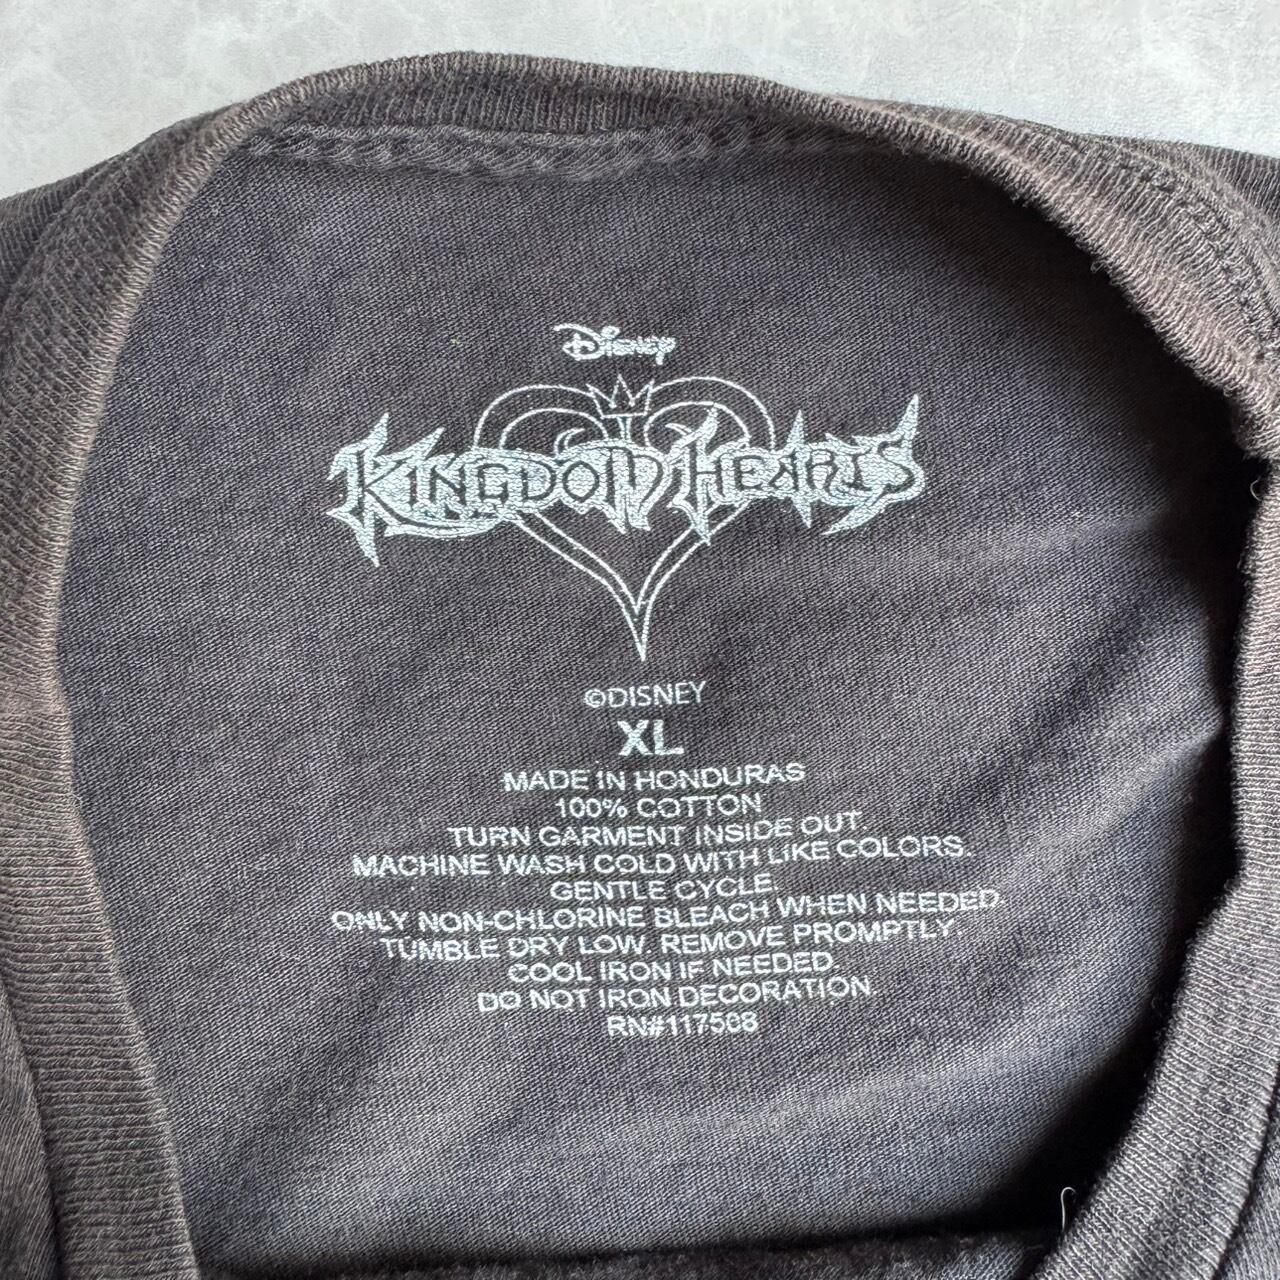 Disney
KINGDOM HEARTS
©DISNEY
XL
MADE IN HONDURAS
100% COTTON
TURN GARMENT INSIDE OUT.
MACHINE WASH COLD WITH LIKE COLORS.
GENTLE CYCLE.
ONLY NON-CHLORINE BLEACH WHEN NEEDED
TUMBLE DRY LOW. REMOVE PROMPTLY.
COOL IRON IF NEEDED.
DO NOT IRON DECORATION.
RN#117508